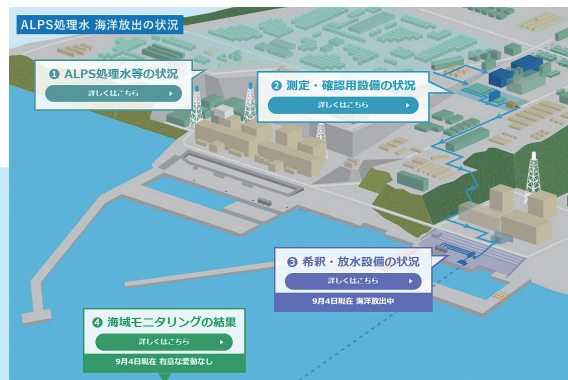 ALPS処理水 海洋放出の状況
❶ ALPS処理水等の状況
詳しくはこちら
❷ 測定・確認用設備の状況
詳しくはこちら
❸ 希釈・放水設備の状況
詳しくはこちら
9月4日現在 海洋放出中
❹ 海域モニタリングの結果
詳しくはこちら
9月4日現在 有意な変動なし